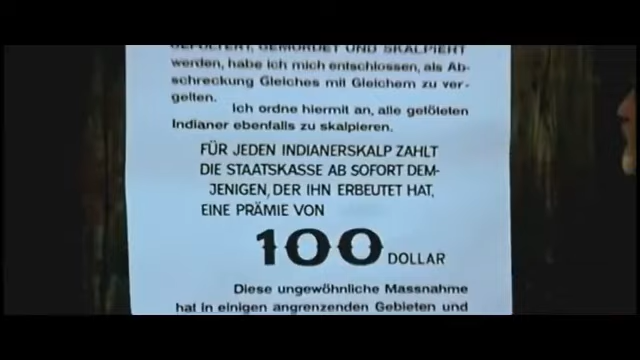 GEFOLTERT, GEMORDET UND SKALPIERT
werden, habe ich mich entschlossen, als Ab-
schreckung Gleiches mit Gleichem zu ver-
gelten.
Ich ordne hiermit an, alle getöteten
Indianer ebenfalls zu skalpieren.
FÜR JEDEN INDIANERSKALP ZAHLT
DIE STAATSKASSE AB SOFORT DEM-
JENIGEN, DER IHN ERBEUTET HAT,
EINE PRÄMIE VON
100 DOLLAR
Diese ungewöhnliche Massnahme
hat in einigen angrenzenden Gebieten und